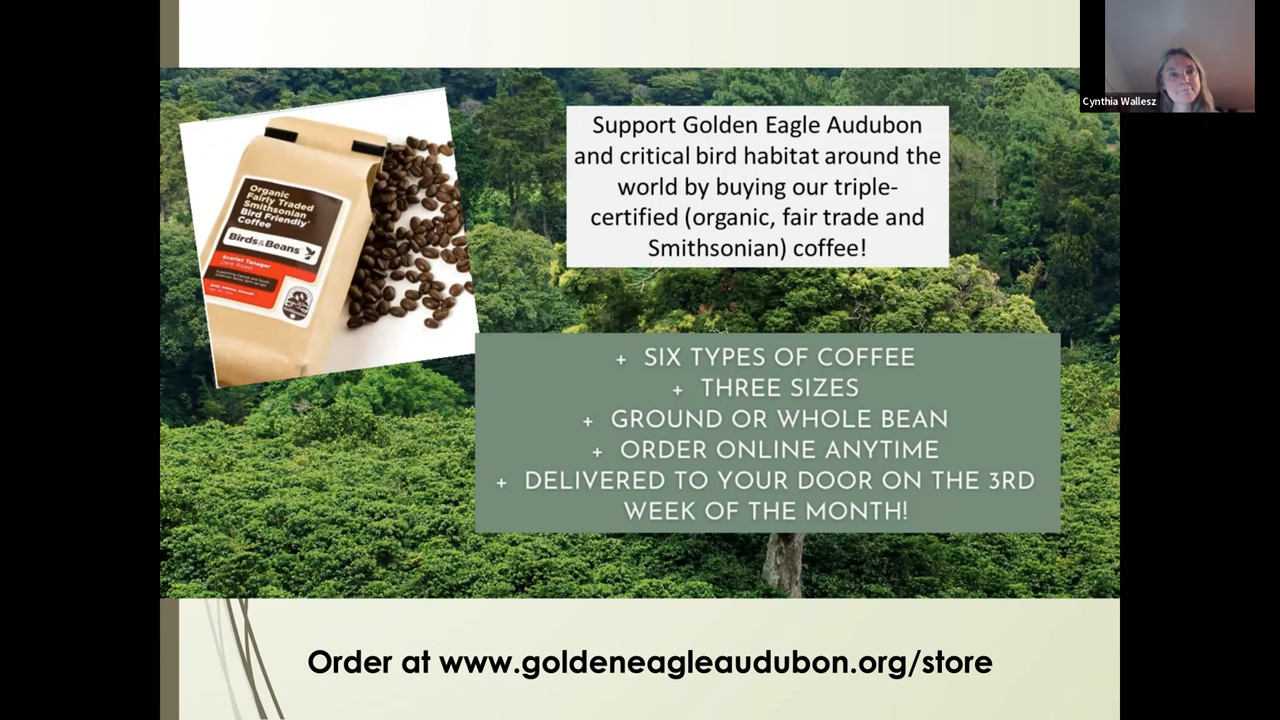 Cynthia Wallesz
Support Golden Eagle Audubon
and critical bird habitat around the
world by buying our triple-
certified (organic, fair trade and
Smithsonian) coffee!
Organic
Fairly Traded
Smithsonian
Bird Friendly
Coffee
Birds&Beans
Scarlet Tanager
Dark Roast
+ SIX TYPES OF COFFEE
+ THREE SIZES
+ GROUND OR WHOLE BEAN
+ ORDER ONLINE ANYTIME
+ DELIVERED TO YOUR DOOR ON THE 3RD
WEEK OF THE MONTH!
Order at www.goldeneagleaudubon.org/store